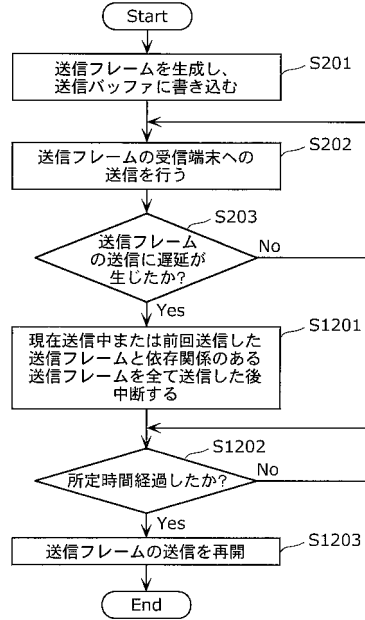 Start
送信フレームを生成し、
送信バッファに書き込む
S201
送信フレームの受信端末への
送信を行う
S202
送信フレーム
の送信に遅延が
生じたか?
S203
No
Yes
現在送信中または前回送信した
送信フレームと依存関係のある
送信フレームを全て送信した後
中断する
S1201
所定時間経過したか?
S1202
No
Yes
送信フレームの送信を再開
S1203
End